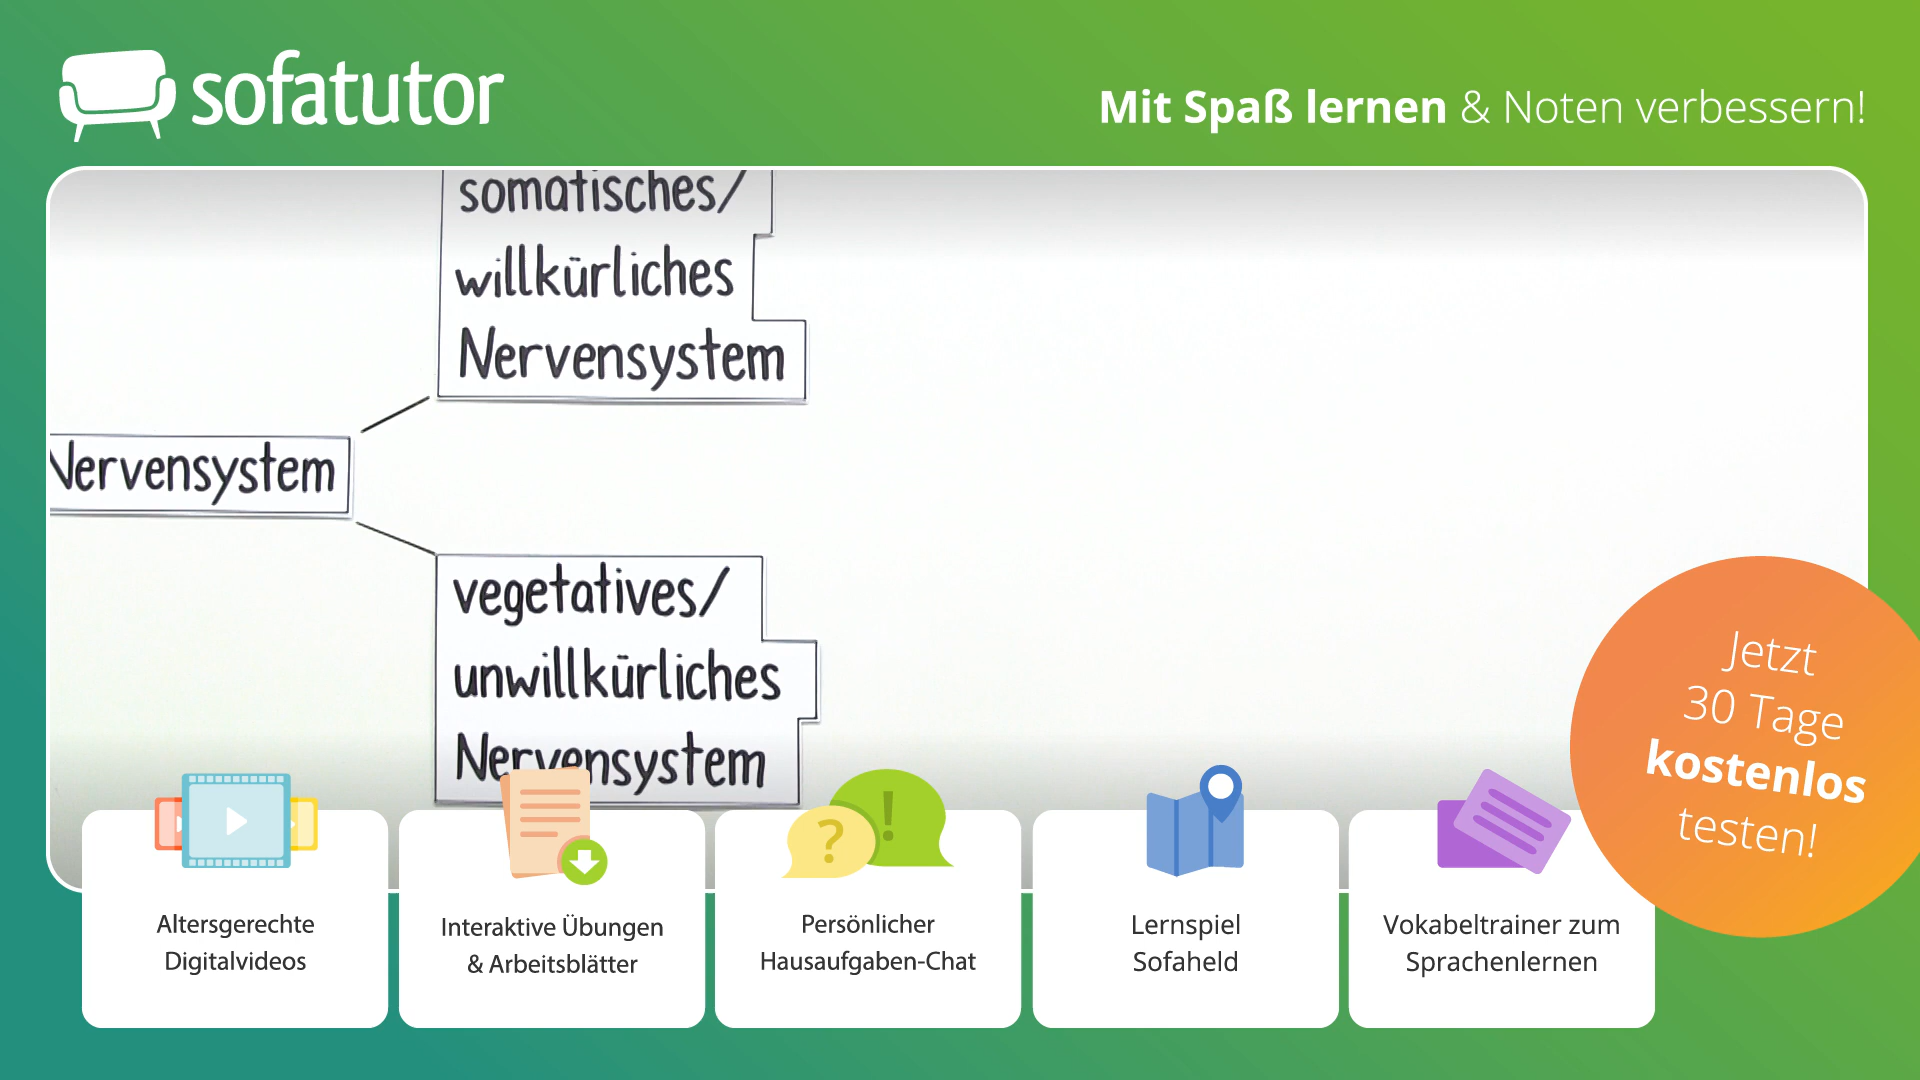 sofatutor
Mit Spaß lernen & Noten verbessern!
somatisches/
willkürliches
Nervensystem
Nervensystem
vegetatives/
unwillkürliches
Nervensystem
Jetzt
30 Tage
kostenlos
testen!
? !
Altersgerechte
Digitalvideos
Interaktive Übungen
& Arbeitsblätter
Persönlicher
Hausaufgaben-Chat
Lernspiel
Sofaheld
Vokabeltrainer zum
Sprachenlernen